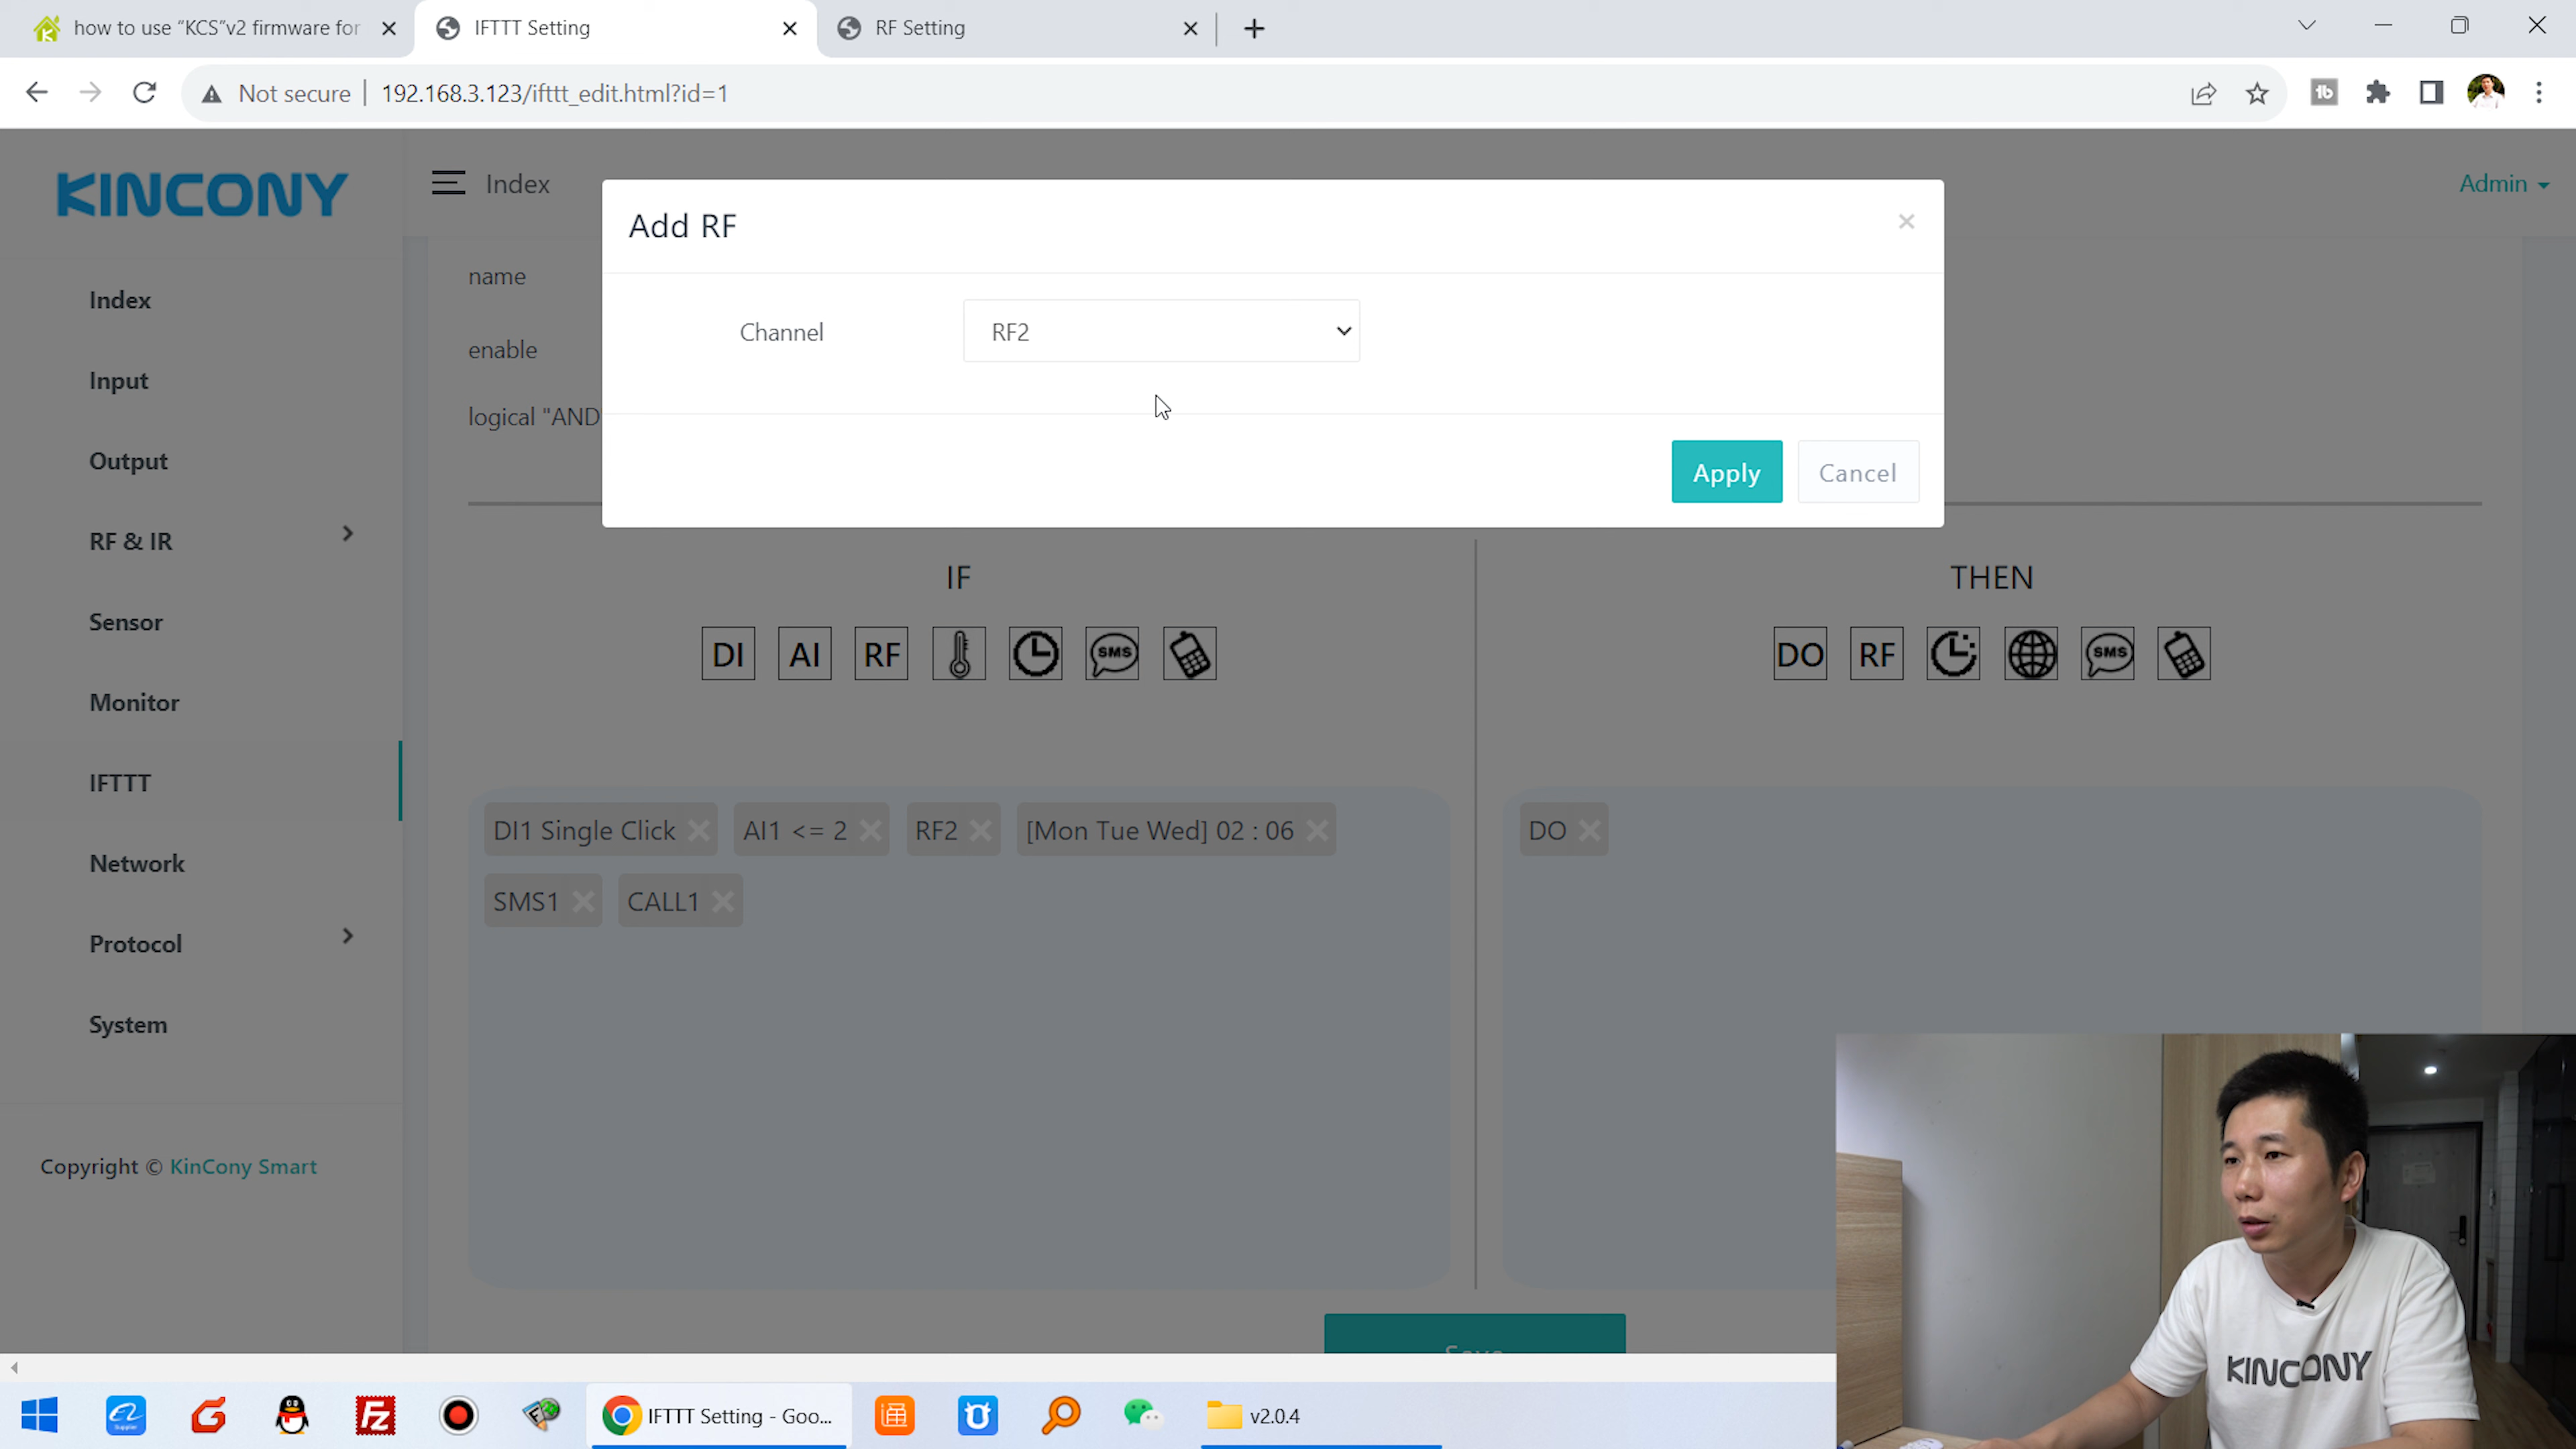 how to use “KCS”v2 firmware for
IFTTT Setting
RF Setting
Not secure
192.168.3.123/ifttt_edit.html?id=1
KINCONY
Index
Admin
Index
Input
Output
RF & IR
Sensor
Monitor
IFTTT
Network
Protocol
System
Copyright © KinCony Smart
name
enable
logical "AND
Add RF
Channel
RF2
Apply
Cancel
IF
DI
AI
RF
SMS
THEN
DO
RF
SMS
DI1 Single Click
AI1 <= 2
RF2
[Mon Tue Wed] 02 : 06
SMS1
CALL1
DO
Save
KINCONY
IFTTT Setting - Goo...
v2.0.4